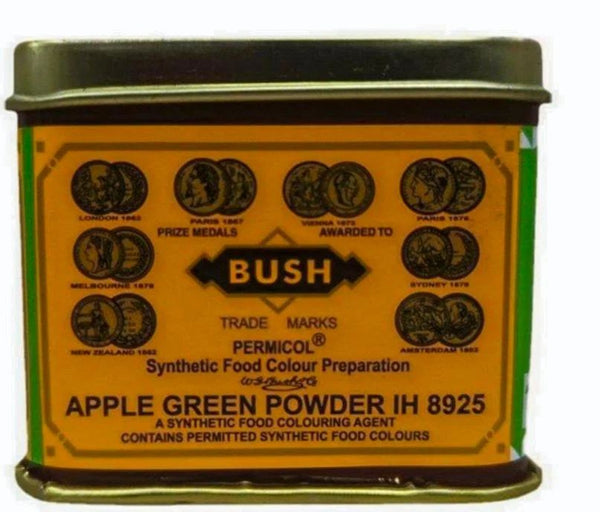 LONDON 1862
PARIS 1867
VIENNA 1873
PARIS 1878
PRIZE MEDALS
AWARDED TO
BUSH
MELBOURNE 1879
SYDNEY 1879
TRADE MARKS
NEW ZEALAND 1882
AMSTERDAM 1883
PERMICOL®
Synthetic Food Colour Preparation
APPLE GREEN POWDER IH 8925
A SYNTHETIC FOOD COLOURING AGENT
CONTAINS PERMITTED SYNTHETIC FOOD COLOURS